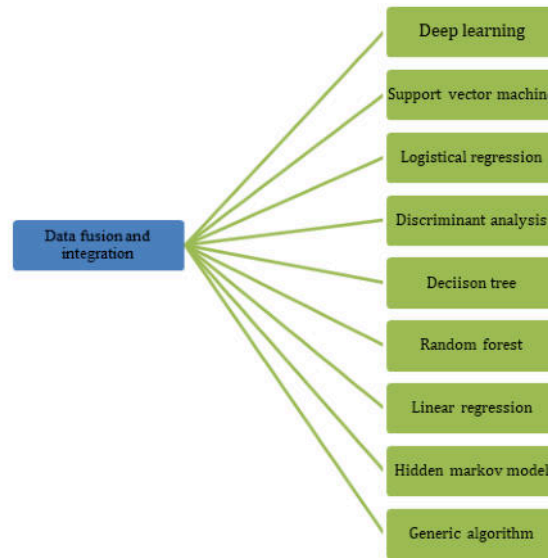 Deep learning
Support vector machine
Logistical regression
Discriminant analysis
Data fusion and
integration
Deciison tree
Random forest
Linear regression
Hidden markov model
Generic algorithm